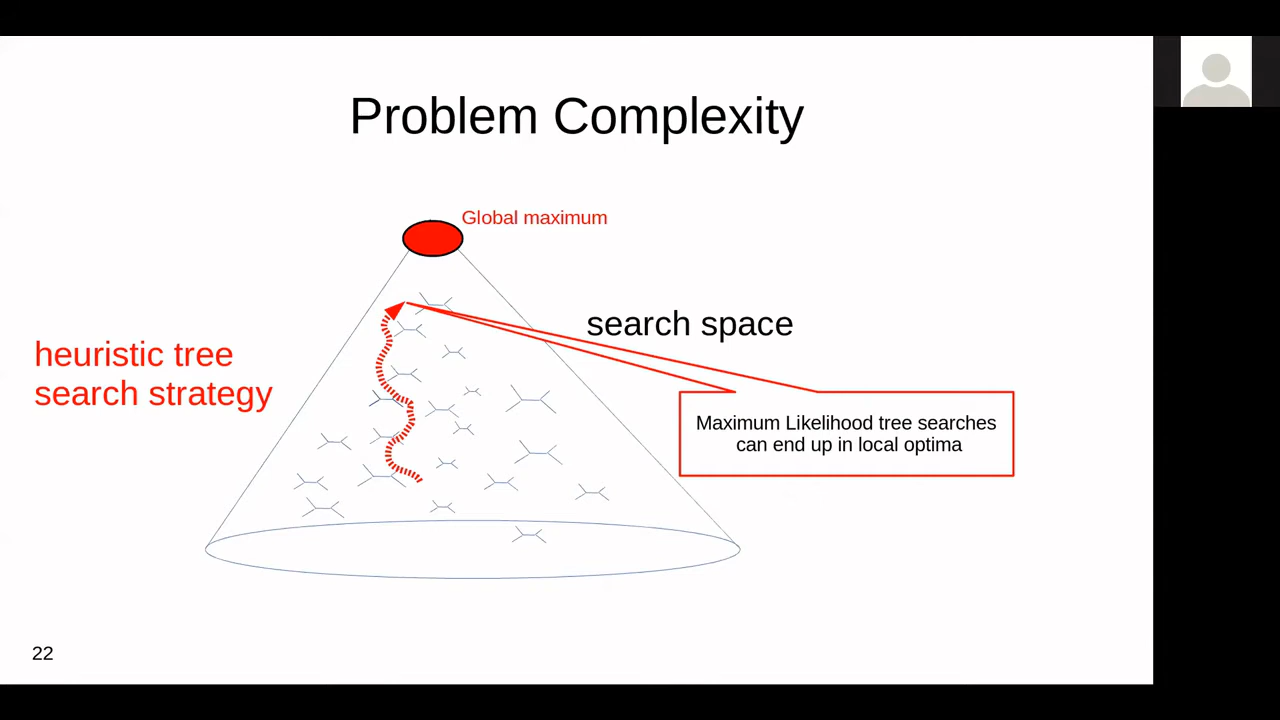 Problem Complexity
Global maximum
search space
heuristic tree
search strategy
Maximum Likelihood tree searches
can end up in local optima
22